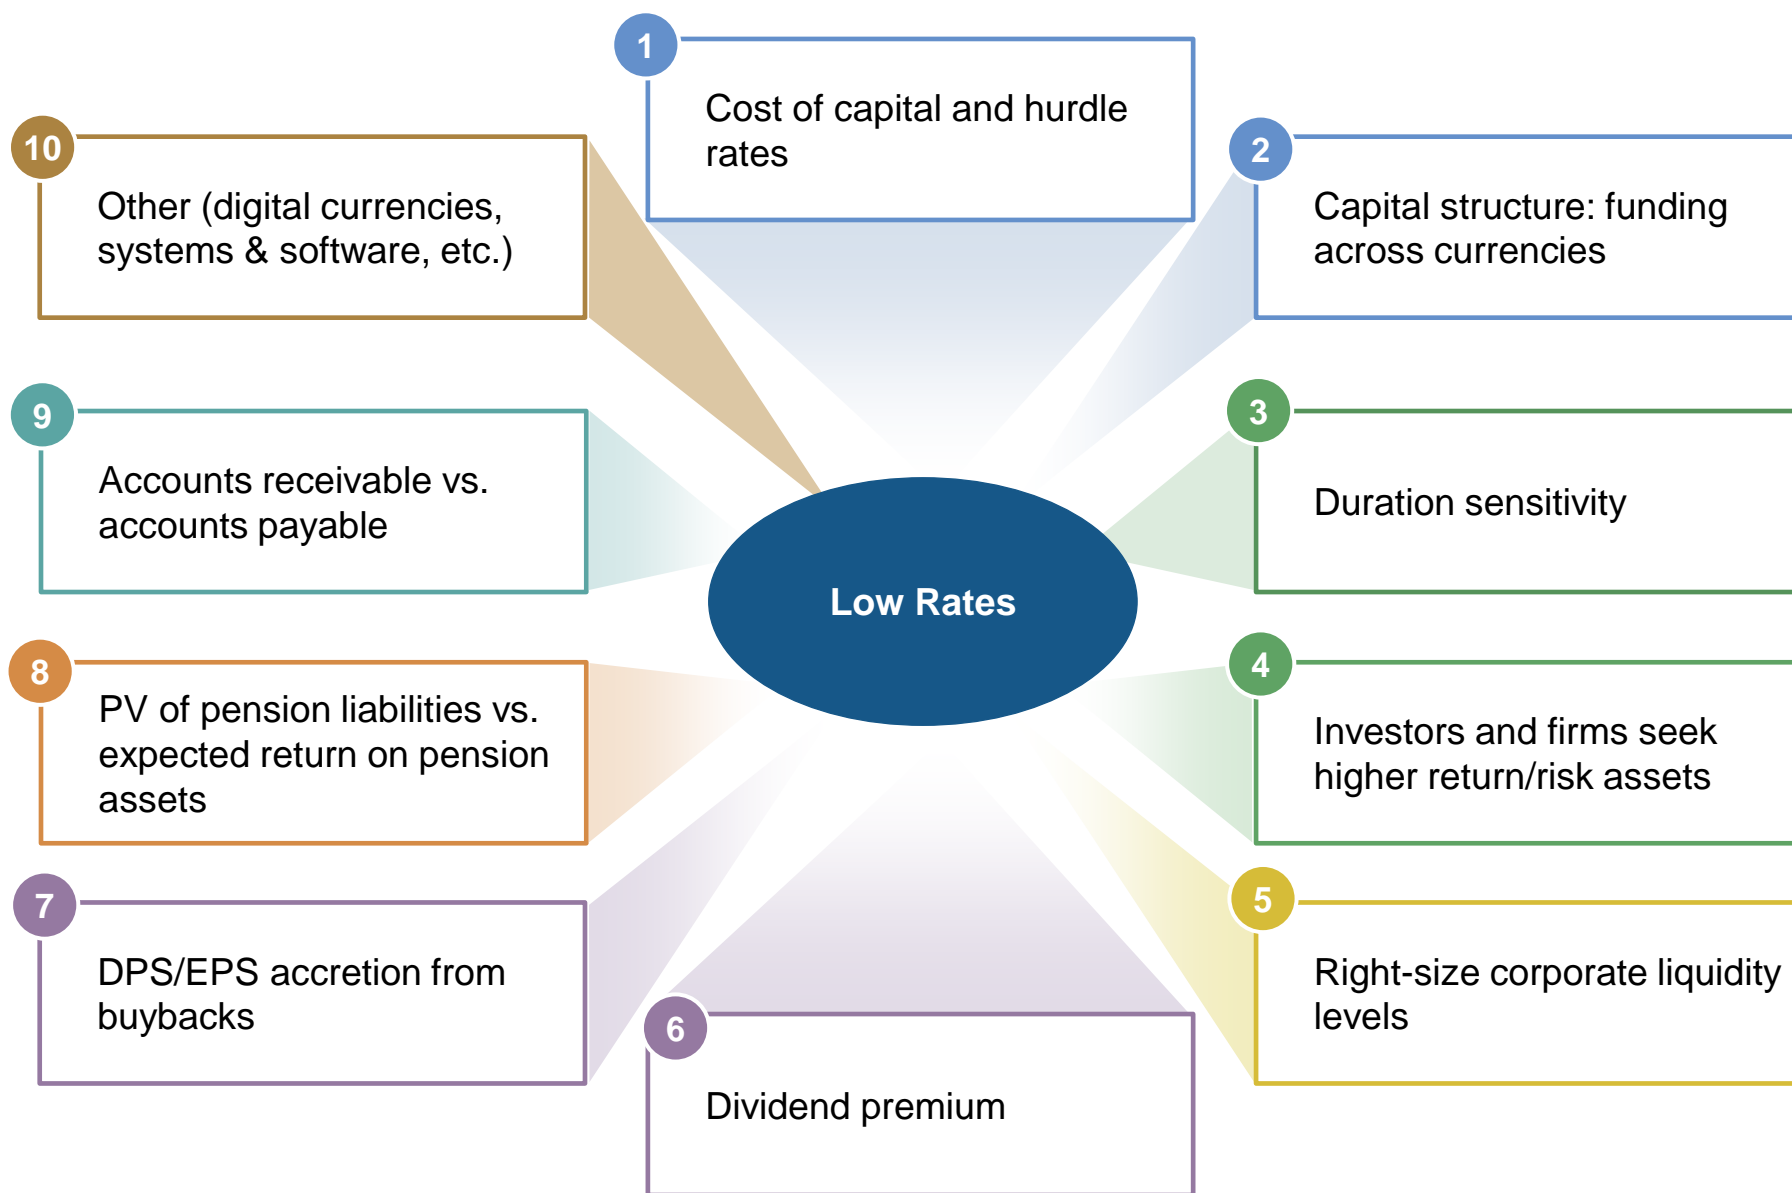 1
Cost of capital and hurdle
rates
2
Capital structure: funding
across currencies
3
Duration sensitivity
4
Investors and firms seek
higher return/risk assets
5
Right-size corporate liquidity
levels
6
Dividend premium
7
DPS/EPS accretion from
buybacks
8
PV of pension liabilities vs.
expected return on pension
assets
9
Accounts receivable vs.
accounts payable
10
Other (digital currencies,
systems & software, etc.)
Low Rates